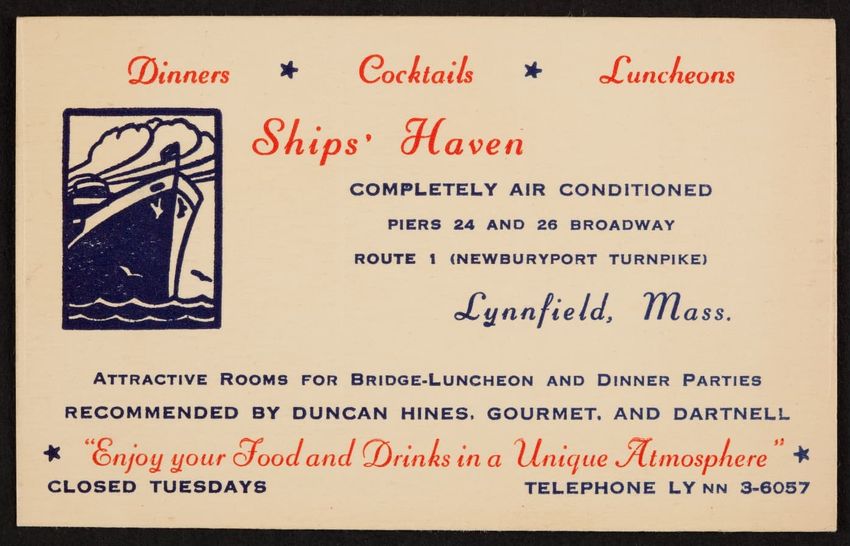 Dinners * Cocktails * Luncheons
Ships' Haven
COMPLETELY AIR CONDITIONED
PIERS 24 AND 26 BROADWAY
ROUTE 1 (NEWBURYPORT TURNPIKE)
Lynnfield, Mass.
ATTRACTIVE ROOMS FOR BRIDGE-LUNCHEON AND DINNER PARTIES
RECOMMENDED BY DUNCAN HINES, GOURMET, AND DARTNELL
* "Enjoy your Food and Drinks in a Unique Atmosphere" *
CLOSED TUESDAYS TELEPHONE LYNN 3-6057